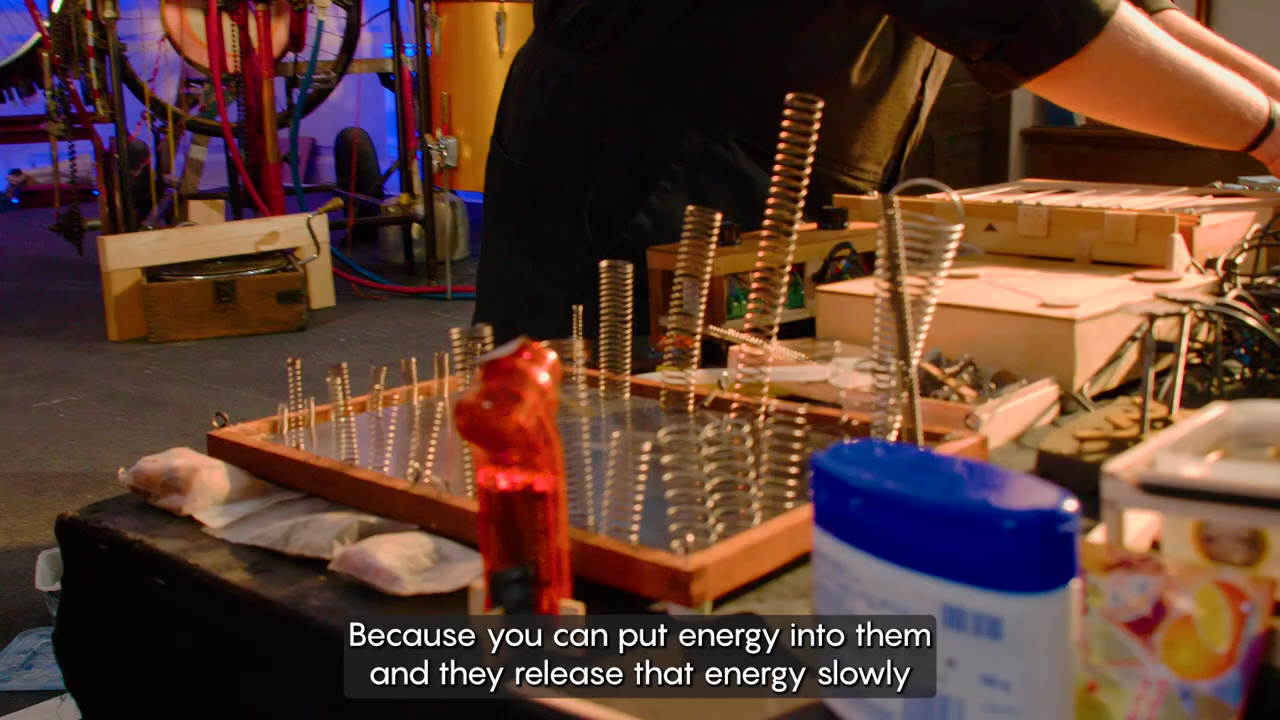 Because you can put energy into them
and they release that energy slowly